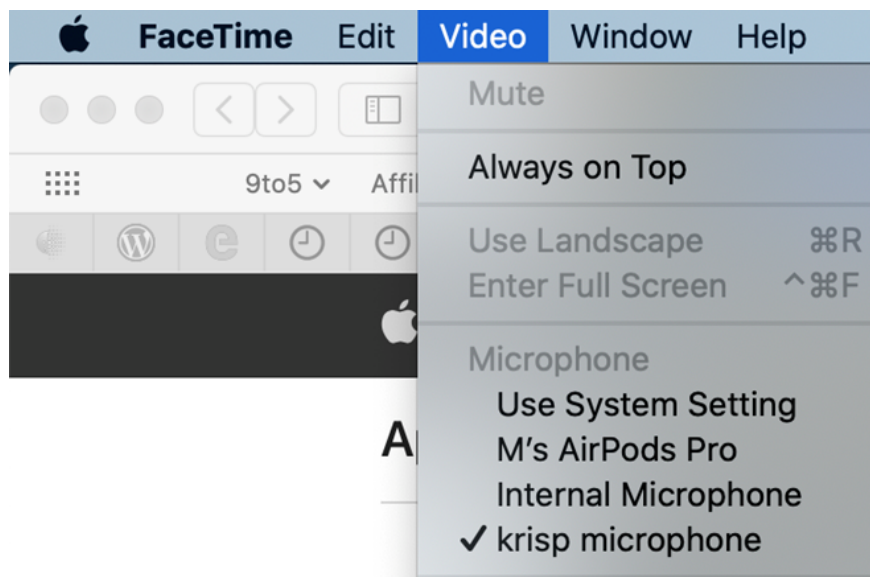 FaceTime Edit Video Window Help
Mute
9to5 Affil
Always on Top
Use Landscape ⌘R
Enter Full Screen ^⌘F
Microphone
Use System Setting
M’s AirPods Pro
Internal Microphone
✓ krisp microphone